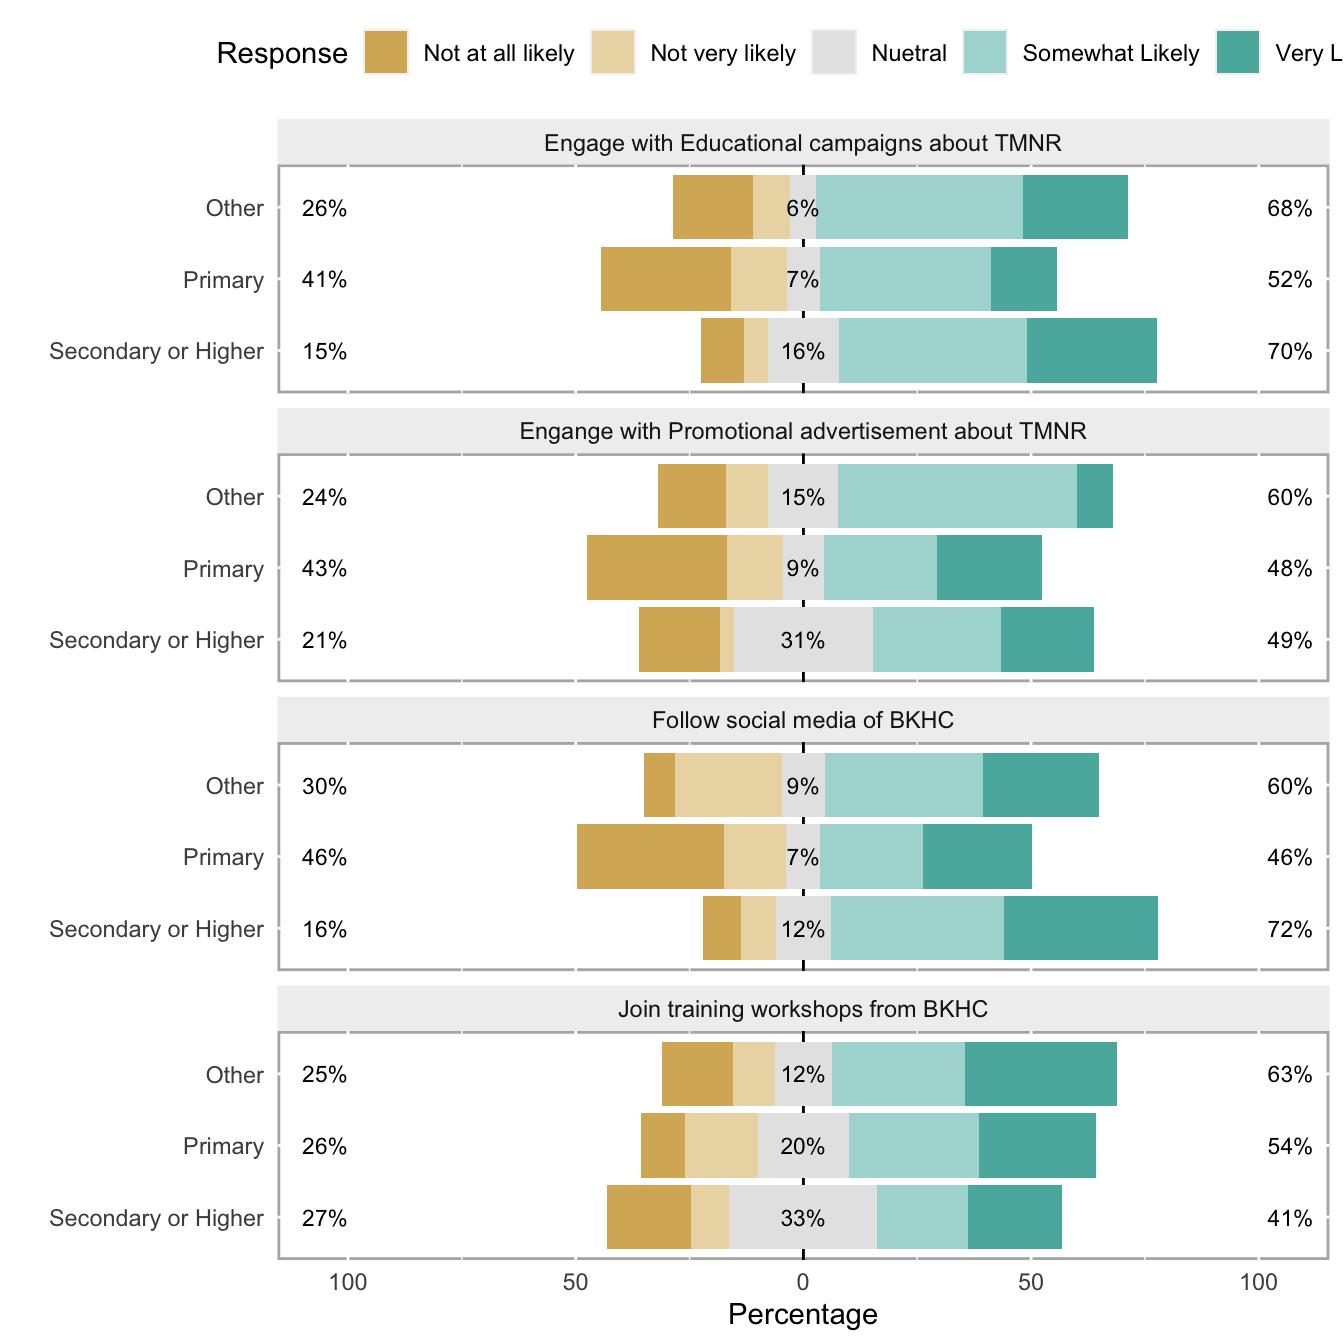 Response Not at all likely Not very likely Nuetral Somewhat Likely Very L
Engage with Educational campaigns about TMNR
Other 26% 6% 68%
Primary 41% 7% 52%
Secondary or Higher 15% 16% 70%
Engange with Promotional advertisement about TMNR
Other 24% 15% 60%
Primary 43% 9% 48%
Secondary or Higher 21% 31% 49%
Follow social media of BKHC
Other 30% 9% 60%
Primary 46% 7% 46%
Secondary or Higher 16% 12% 72%
Join training workshops from BKHC
Other 25% 12% 63%
Primary 26% 20% 54%
Secondary or Higher 27% 33% 41%
100 50 0 50 100
Percentage